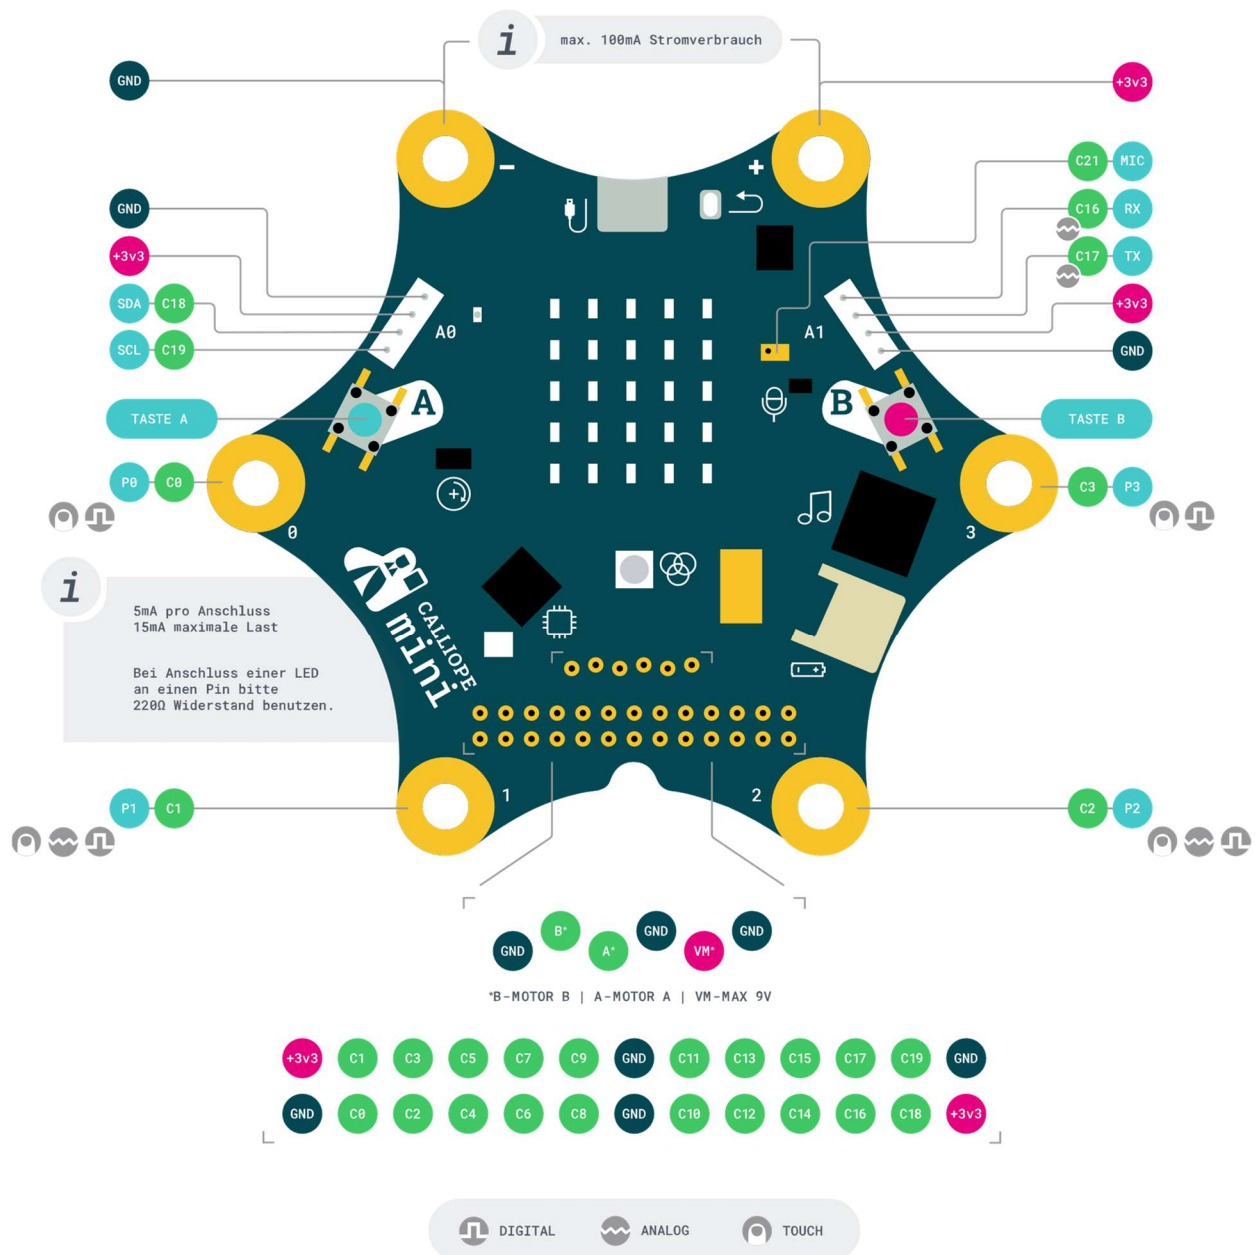 i max. 100mA Stromverbrauch
GND
+3v3
- +
C21 MIC
GND
C16 RX
+3v3
C17 TX
SDA C18
+3v3
SCL C19
GND
A0
A1
A
B
TASTE A
TASTE B
P0 C0
C3 P3
0
3
i
5mA pro Anschluss
15mA maximale Last
Bei Anschluss einer LED
an einen Pin bitte
220Ω Widerstand benutzen.
CALLIOPE
mini
P1 C1
1
2
C2 P2
GND B* A* GND VM* GND
*B-MOTOR B | A-MOTOR A | VM-MAX 9V
+3v3 C1 C3 C5 C7 C9 GND C11 C13 C15 C17 C19 GND
GND C0 C2 C4 C6 C8 GND C10 C12 C14 C16 C18 +3v3
DIGITAL ANALOG TOUCH